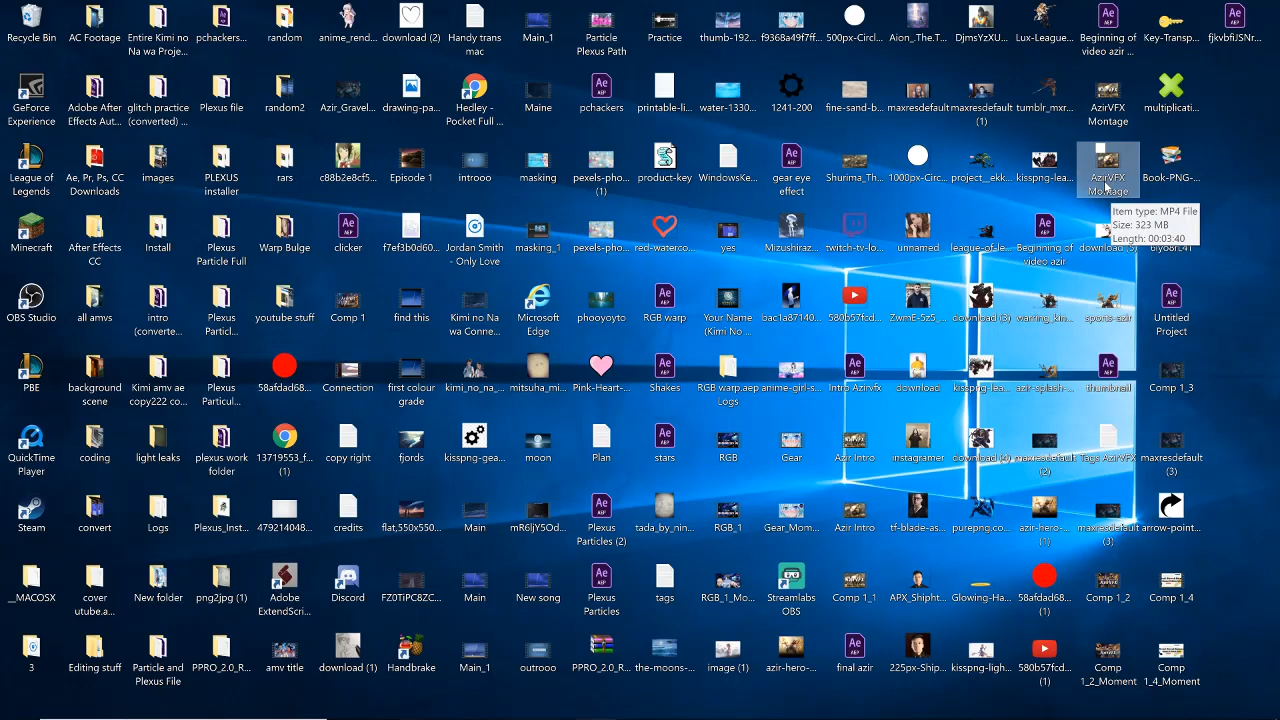 Recycle Bin
AC Footage
Entire Kimi no
Na wa Proje...
pchackers...
random
anime_rend...
download (2)
Handy trans
mac
Main_1
Particle
Plexus Path
Practice
thumb-192...
f9368a49f7ff...
500px-Circl...
Aion_.The.T...
DjmsYzXU...
Lux-League...
Beginning of
video azir ...
Key-Transp...
fjkvbfiJSNr...
GeForce
Experience
Adobe After
Effects Aut...
glitch practice
(converted) ...
Plexus file
random2
Azir_Gravel...
drawing-pa...
Hedley -
Pocket Full ...
Maine
pchackers
printable-li...
water-1330...
1241-200
fine-sand-b...
maxresdefault
maxresdefault
(1)
tumblr_mxr...
AzirVFX
Montage
multiplicati...
League of
Legends
Ae, Pr, Ps, CC
Downloads
images
PLEXUS
installer
rars
c88b2e8cf5...
Episode 1
introoo
masking
pexels-pho...
(1)
product-key
WindowsKe...
gear eye
effect
Shurima_Th...
1000px-Circ...
project__ekk...
kisspng-lea...
AzirVFX
Montage
Book-PNG-...
Item type: MP4 File
Size: 323 MB
Length: 00:03:40
Minecraft
After Effects
CC
Install
Plexus
Particle Full
Warp Bulge
clicker
f7ef3b0d60...
Jordan Smith
- Only Love
masking_1
pexels-pho...
red-waterco...
yes
Mizushiraz...
twitch-tv-lo...
unnamed
league-of-le...
Beginning of
video azir
download (5)
OBS Studio
all amvs
intro
(converte...
Plexus
Particl...
youtube stuff
Comp 1
find this
Kimi no Na
wa Conne...
Microsoft
Edge
phooyoyto
RGB warp
Your Name
(Kimi No ...
bac1a87140...
580b57fcd...
ZwmE-5z5_...
download (3)
warring_kin...
sports-azir
Untitled
Project
PBE
background
scene
Kimi amv ae
copy222 co...
Plexus
Particul...
58afdad68...
Connection
first colour
grade
kimi_no_na_...
mitsuha_mi...
Pink-Heart-...
Shakes
RGB warp.aep
Logs
anime-girl-s...
Intro Azirvfx
download
kisspng-lea...
azir-splash-...
thumbnail
Comp 1_3
QuickTime
Player
coding
light leaks
plexus work
folder
13719553_f...
(1)
copy right
fjords
kisspng-gea...
moon
Plan
stars
RGB
Gear
Azir Intro
instagramer
download (4)
maxresdefault
(2)
Tags AzirVFX
maxresdefault
(3)
Steam
convert
Logs
Plexus_Inst...
479214048...
credits
flat,550x550...
Main
mR6ljY5Od...
Plexus
Particles (2)
tada_by_nin...
RGB_1
Gear_Mom...
Azir Intro
tf-blade-as...
purepng.co...
azir-hero-...
(1)
maxresdefault
(3)
arrow-point...
__MACOSX
cover
utube.a...
New folder
png2jpg (1)
Adobe
ExtendScri...
Discord
FZ0TiPC8ZC...
Main
New song
Plexus
Particles
tags
RGB_1_Mo...
Streamlabs
OBS
Comp 1_1
APX_Shipht...
Glowing-Ha...
58afdad68...
(1)
Comp 1_2
Comp 1_4
3
Editing stuff
Particle and
Plexus File
PPRO_2.0_R...
amv title
download (1)
Handbrake
Main_1
outrooo
PPRO_2.0_R...
the-moons-...
image (1)
azir-hero-...
final azir
225px-Ship...
kisspng-ligh...
580b57fcd...
(1)
Comp
1_2_Moment
Comp
1_4_Moment